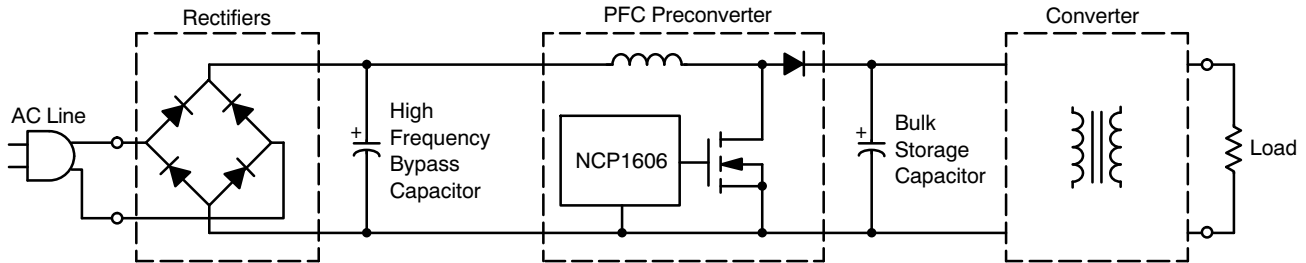 Rectifiers
PFC Preconverter
Converter
AC Line
High
Frequency
Bypass
Capacitor
+
NCP1606
+
Bulk
Storage
Capacitor
Load